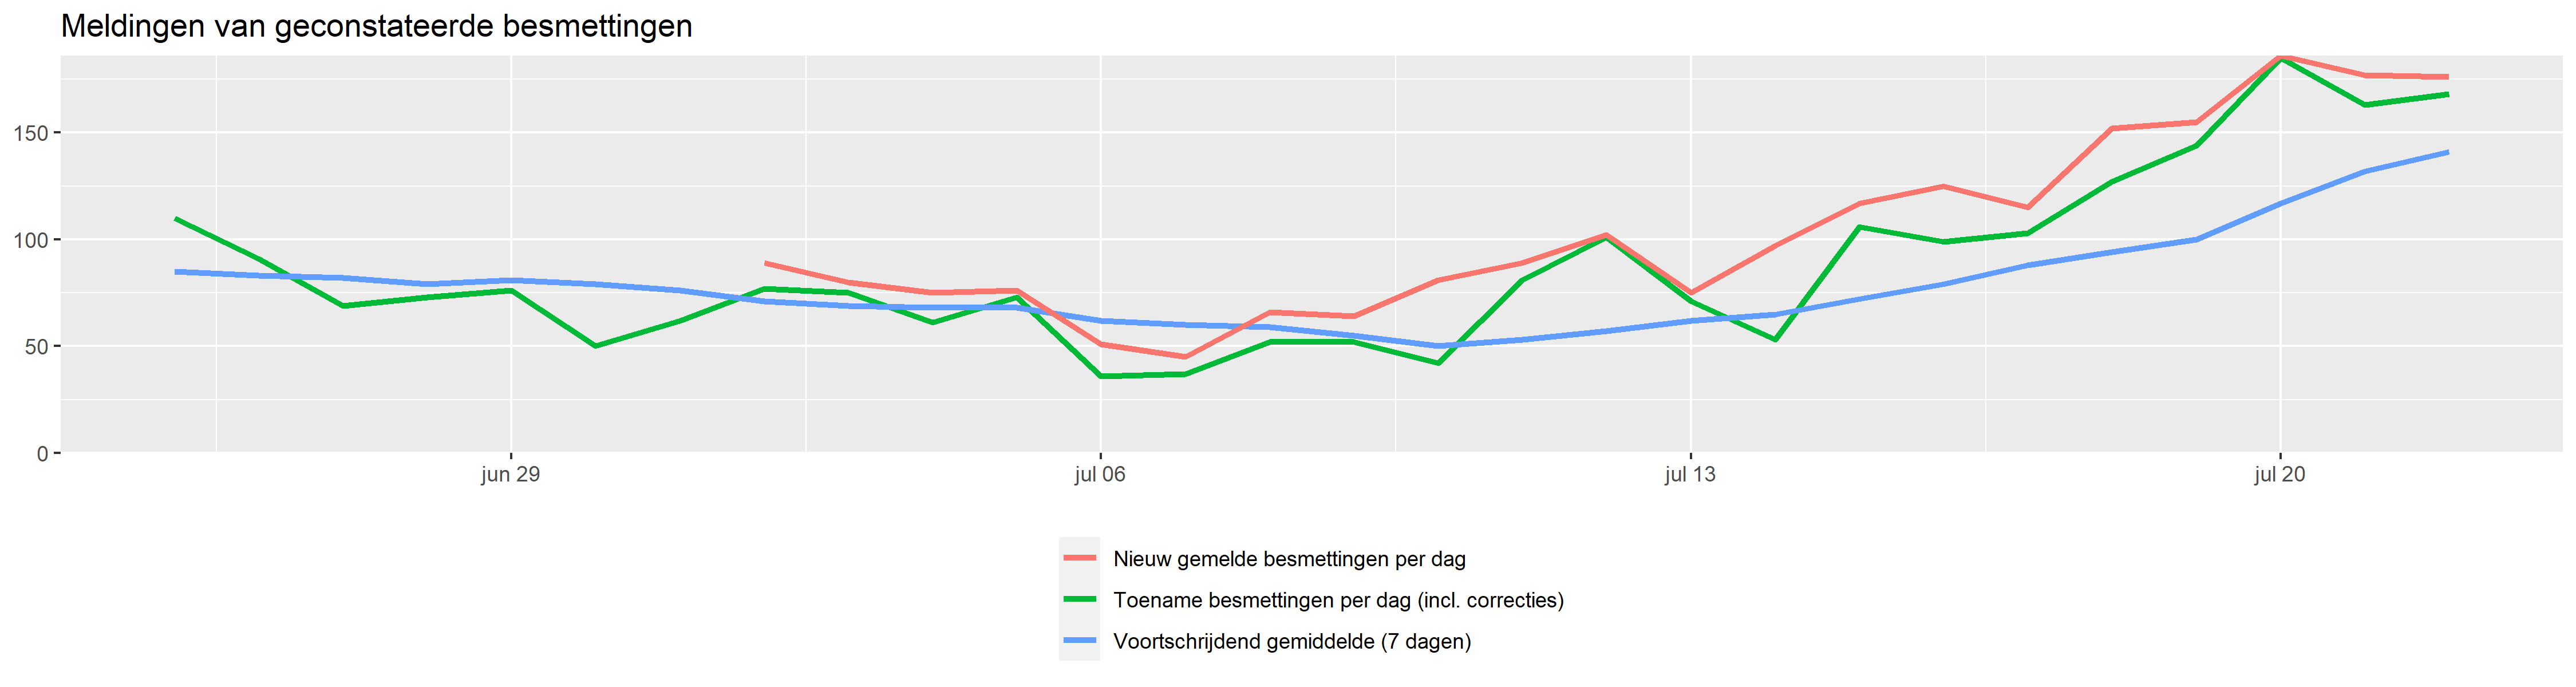 Meldingen van geconstateerde besmettingen
150
100
50
0
jun 29 jul 06 jul 13 jul 20
Nieuw gemelde besmettingen per dag
Toename besmettingen per dag (incl. correcties)
Voortschrijdend gemiddelde (7 dagen)